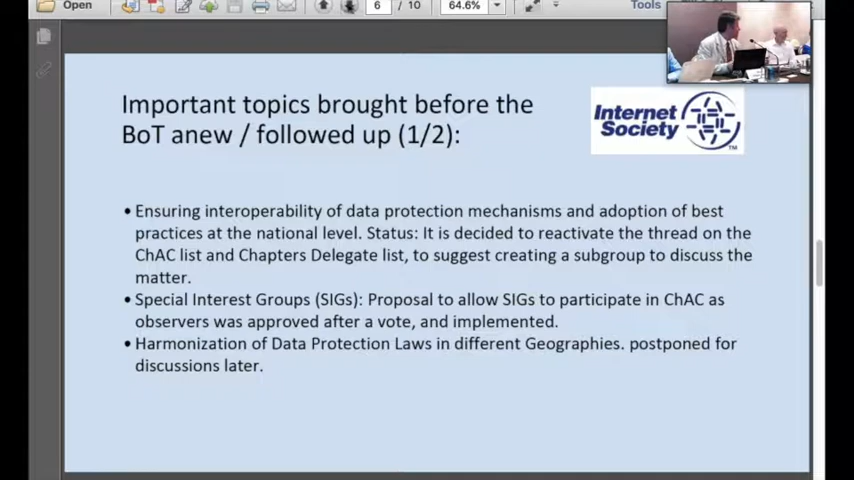 Open
6 / 10
64.6%
Tools
Important topics brought before the
BoT anew / followed up (1/2):
Internet
Society
TM
• Ensuring interoperability of data protection mechanisms and adoption of best
practices at the national level. Status: It is decided to reactivate the thread on the
ChAC list and Chapters Delegate list, to suggest creating a subgroup to discuss the
matter.
• Special Interest Groups (SIGs): Proposal to allow SIGs to participate in ChAC as
observers was approved after a vote, and implemented.
• Harmonization of Data Protection Laws in different Geographies. postponed for
discussions later.